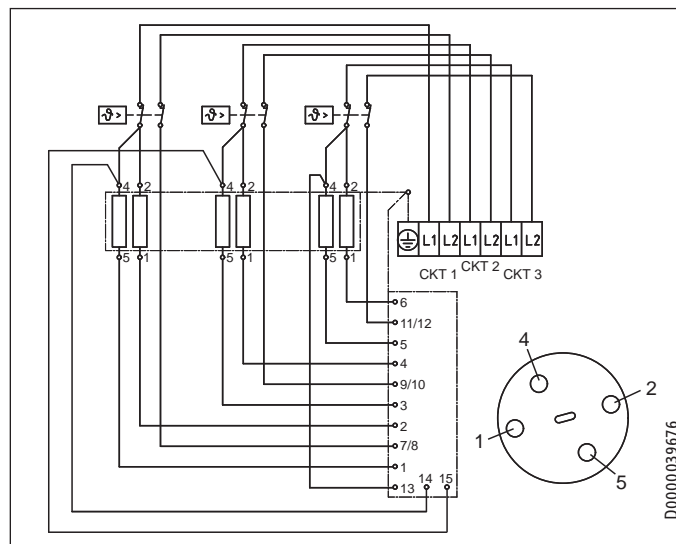 ϑ> ϑ> ϑ>
4 2 4 2 4 2
5 1 5 1 5 1
L1 L2 L1 L2 L1 L2
CKT 1 CKT 2 CKT 3
6
11/12
5
4
9/10
3
2
7/8
1
13 14 15
4
2
1
5
D0000039676